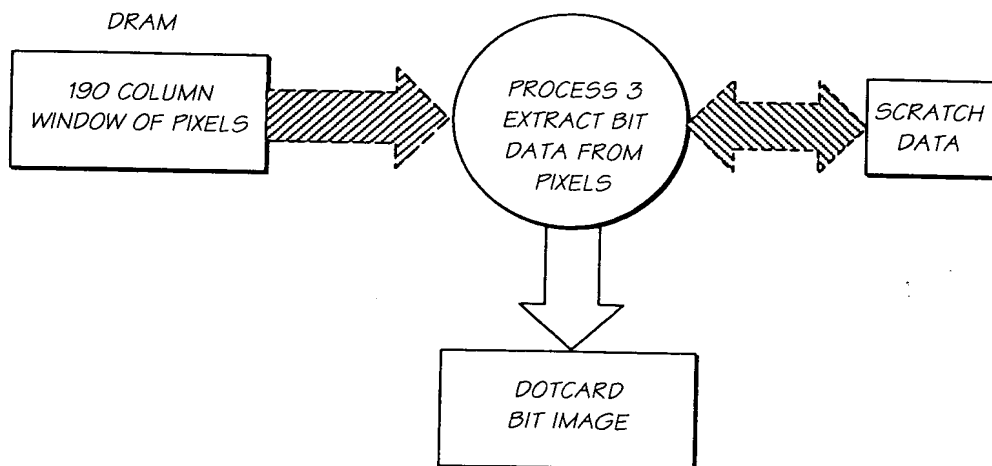 DRAM
190 COLUMN
WINDOW OF PIXELS
PROCESS 3
EXTRACT BIT
DATA FROM
PIXELS
SCRATCH
DATA
DOTCARD
BIT IMAGE